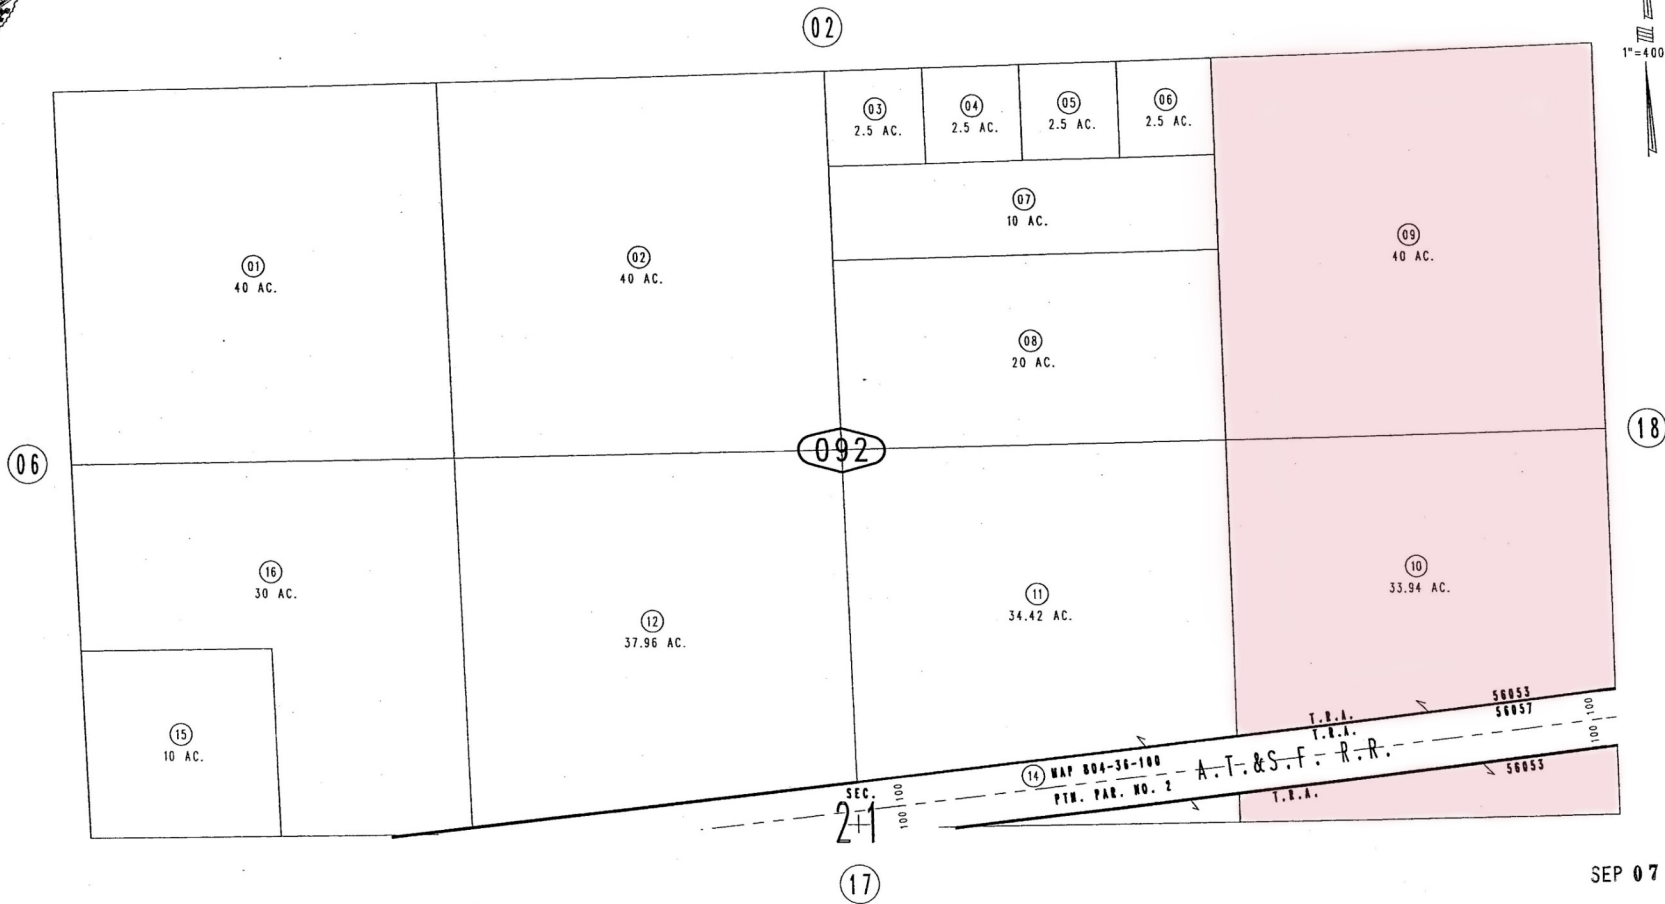 02
1"=400
03
2.5 AC.
04
2.5 AC.
05
2.5 AC.
06
2.5 AC.
07
10 AC.
01
40 AC.
02
40 AC.
09
40 AC.
08
20 AC.
06
092
18
16
30 AC.
12
37.96 AC.
11
34.42 AC.
10
33.94 AC.
15
10 AC.
56053
56057
T.R.A.
T.R.A.
100 100
14 MAP 804-36-100
A.T.&S.F. R.R.
PTN. PAR. NO. 2
T.R.A.
56053
SEC.
21
100 100
17
SEP 07